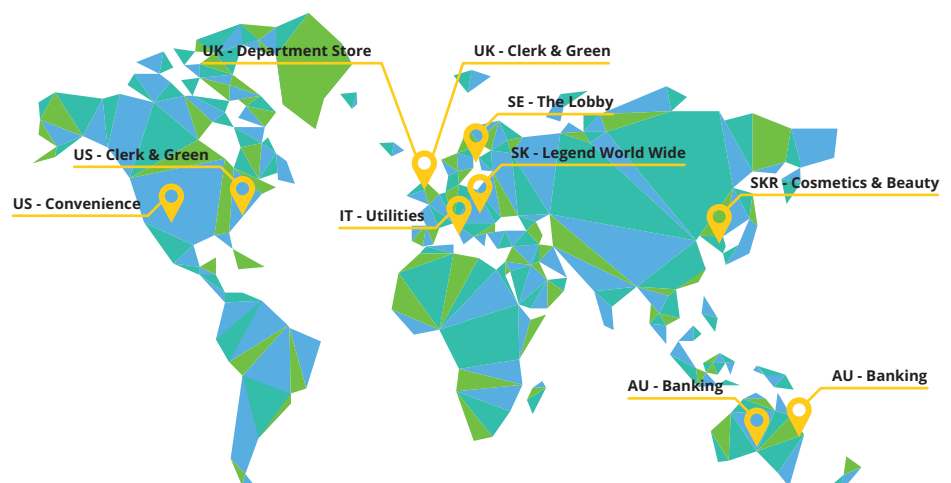 UK - Department Store
UK - Clerk & Green
SE - The Lobby
US - Clerk & Green
SK - Legend World Wide
SKR - Cosmetics & Beauty
US - Convenience
IT - Utilities
AU - Banking
AU - Banking